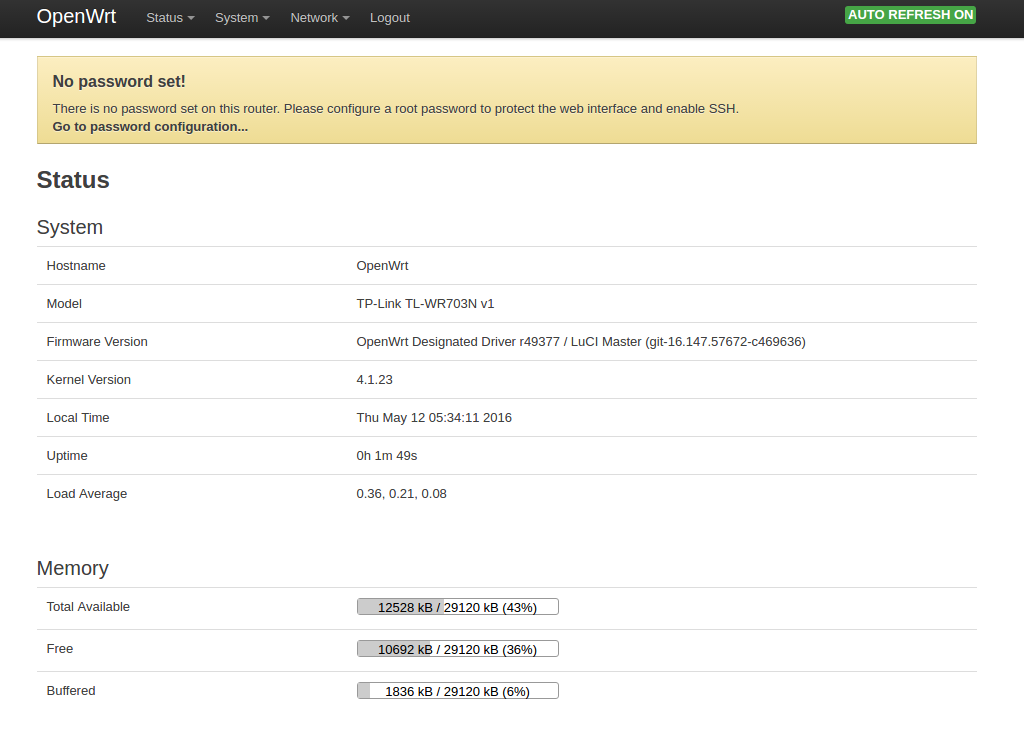 OpenWrt Status System Network Logout AUTO REFRESH ON
No password set!
There is no password set on this router. Please configure a root password to protect the web interface and enable SSH.
Go to password configuration...
Status
System
Hostname OpenWrt
Model TP-Link TL-WR703N v1
Firmware Version OpenWrt Designated Driver r49377 / LuCI Master (git-16.147.57672-c469636)
Kernel Version 4.1.23
Local Time Thu May 12 05:34:11 2016
Uptime 0h 1m 49s
Load Average 0.36, 0.21, 0.08
Memory
Total Available 12528 kB / 29120 kB (43%)
Free 10692 kB / 29120 kB (36%)
Buffered 1836 kB / 29120 kB (6%)